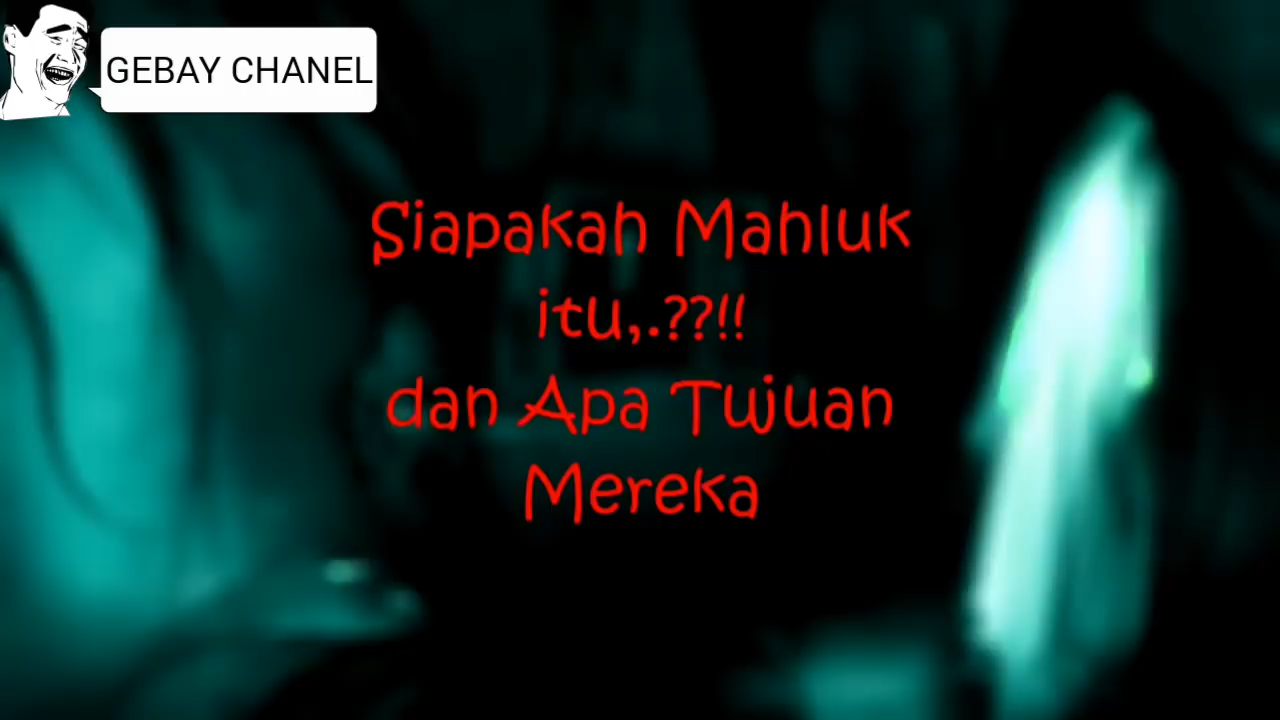 GEBAY CHANEL
Siapakah Mahluk
itu,.??!!
dan Apa Tujuan
Mereka